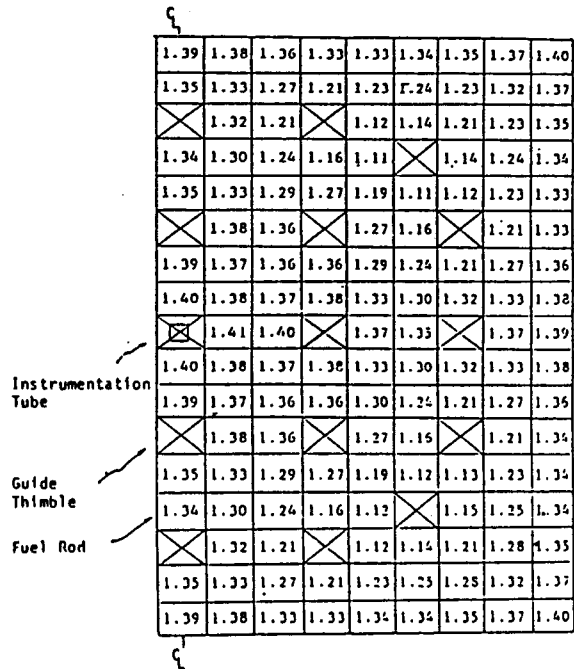 C
L
1.39 1.38 1.36 1.33 1.33 1.34 1.35 1.37 1.40
1.35 1.33 1.27 1.21 1.23 1.24 1.23 1.32 1.37
1.32 1.21 1.12 1.14 1.21 1.23 1.35
1.34 1.30 1.24 1.16 1.11 1.14 1.24 1.34
1.35 1.33 1.29 1.27 1.19 1.11 1.12 1.23 1.33
1.38 1.36 1.27 1.16 1.21 1.33
1.39 1.37 1.36 1.36 1.29 1.24 1.21 1.27 1.36
1.40 1.38 1.37 1.38 1.33 1.30 1.32 1.33 1.38
1.41 1.40 1.37 1.35 1.37 1.39
Instrumentation
Tube
1.40 1.38 1.37 1.38 1.33 1.30 1.32 1.33 1.38
1.39 1.37 1.36 1.36 1.30 1.24 1.21 1.27 1.35
1.38 1.36 1.27 1.16 1.21 1.34
Guide
Thimble
1.35 1.33 1.29 1.27 1.19 1.12 1.13 1.23 1.34
1.34 1.30 1.24 1.16 1.12 1.15 1.25 1.34
Fuel Rod
1.32 1.21 1.12 1.14 1.21 1.28 1.35
1.35 1.33 1.27 1.21 1.23 1.25 1.28 1.32 1.37
1.39 1.38 1.33 1.33 1.34 1.34 1.35 1.37 1.40
C
L